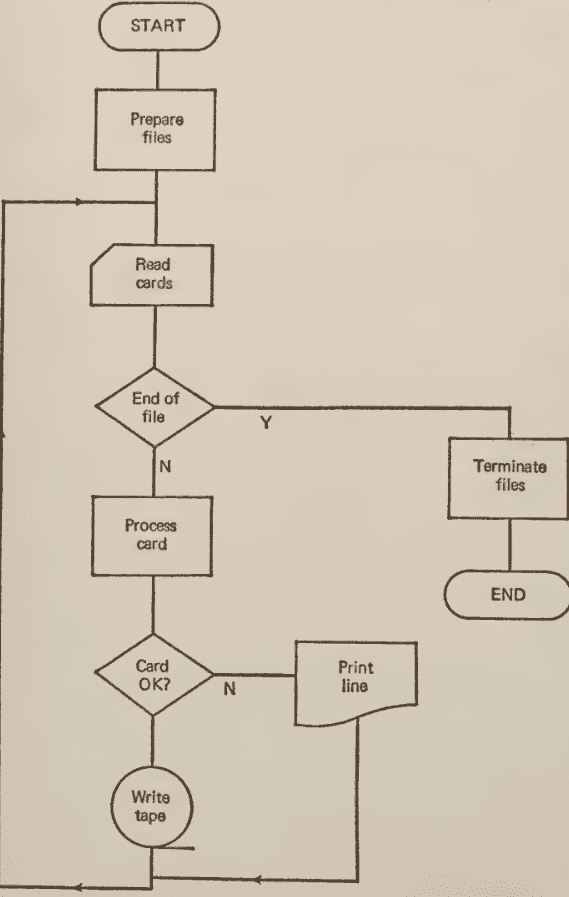 START
Prepare
files
Read
cards
End of
file
Y
N
Terminate
files
Process
card
END
Card
OK?
N
Print
line
Write
tape